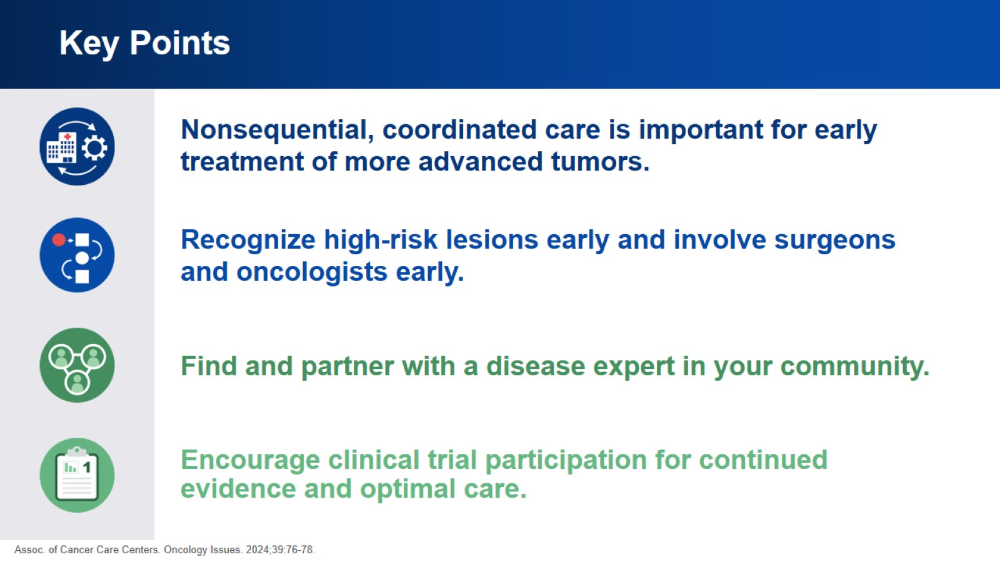 Key Points
Nonsequential, coordinated care is important for early
treatment of more advanced tumors.
Recognize high-risk lesions early and involve surgeons
and oncologists early.
Find and partner with a disease expert in your community.
1
Encourage clinical trial participation for continued
evidence and optimal care.
Assoc. of Cancer Care Centers. Oncology Issues. 2024;39:76-78.